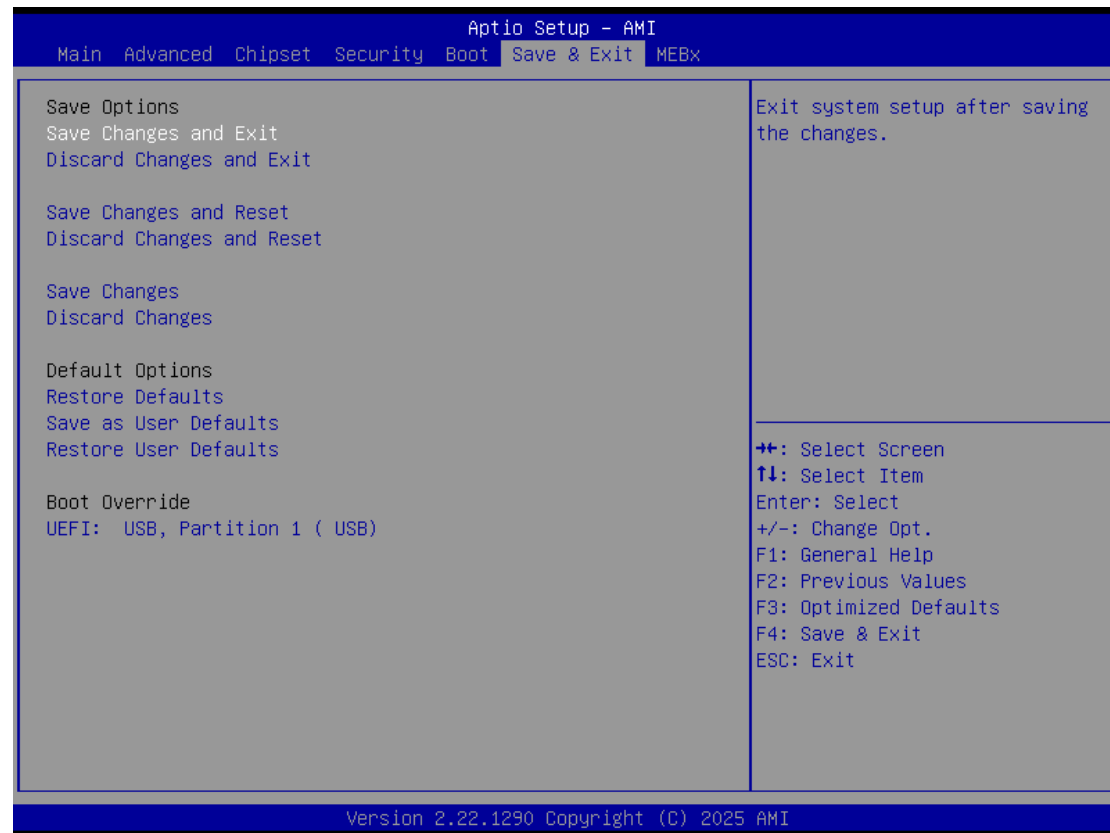 Aptio Setup – AMI
Main Advanced Chipset Security Boot Save & Exit MEBx
Save Options
Save Changes and Exit
Discard Changes and Exit
Save Changes and Reset
Discard Changes and Reset
Save Changes
Discard Changes
Default Options
Restore Defaults
Save as User Defaults
Restore User Defaults
Boot Override
UEFI: USB, Partition 1 ( USB)
Exit system setup after saving
the changes.
→←: Select Screen
↑↓: Select Item
Enter: Select
+/-: Change Opt.
F1: General Help
F2: Previous Values
F3: Optimized Defaults
F4: Save & Exit
ESC: Exit
Version 2.22.1290 Copyright (C) 2025 AMI